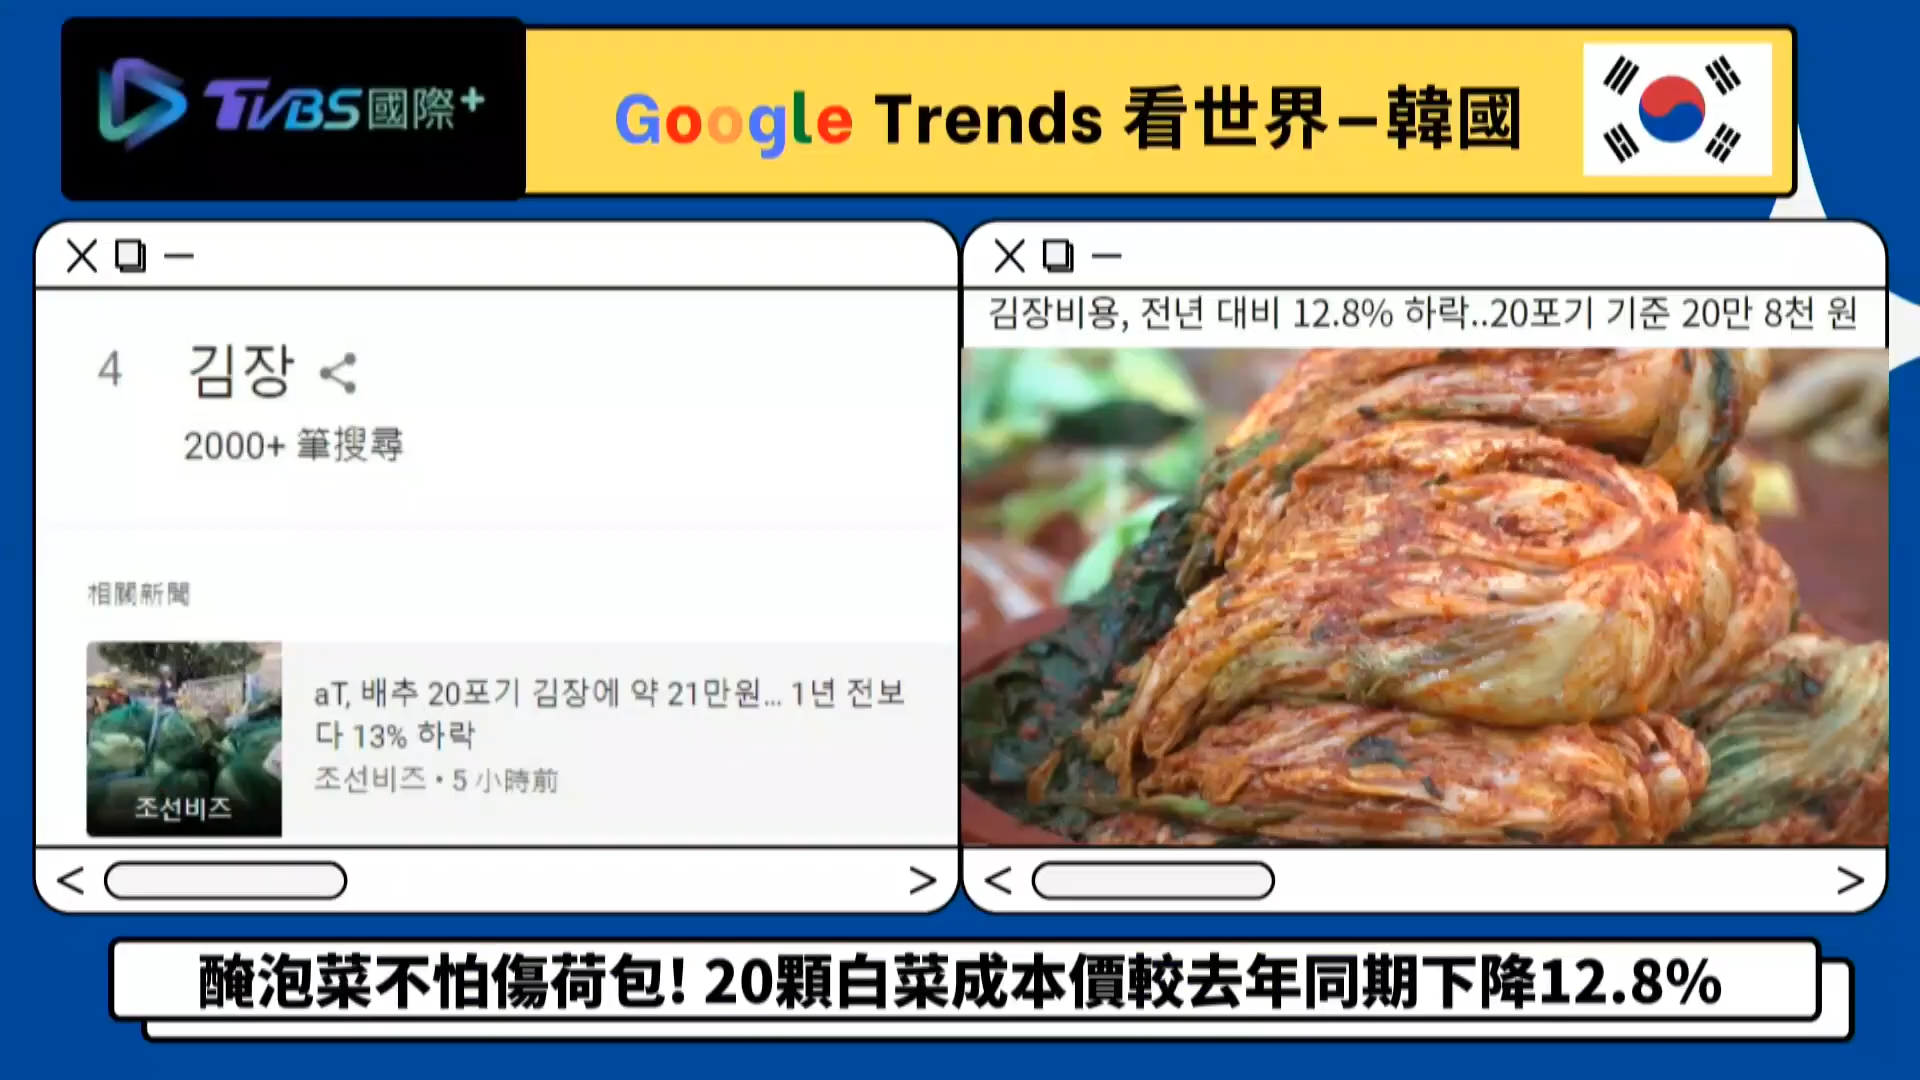 TVBS國際+
Google Trends 看世界–韓國
4 김장
2000+ 筆搜尋
相關新聞
조선비즈
aT, 배추 20포기 김장에 약 21만원... 1년 전보
다 13% 하락
조선비즈 • 5 小時前
김장비용, 전년 대비 12.8% 하락..20포기 기준 20만 8천 원
醃泡菜不怕傷荷包! 20顆白菜成本價較去年同期下降12.8%